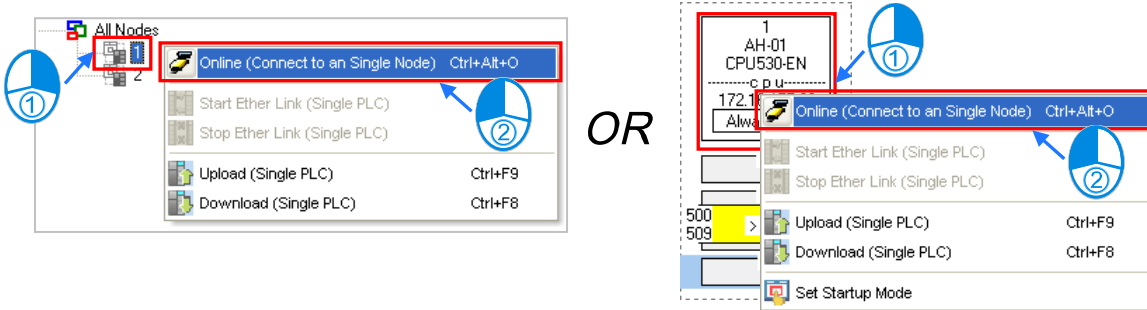 All Nodes
1
2
①
Online (Connect to an Single Node) Ctrl+Alt+O
Start Ether Link (Single PLC)
Stop Ether Link (Single PLC)
②
Upload (Single PLC) Ctrl+F9
Download (Single PLC) Ctrl+F8
OR
1
AH-01
CPU530-EN
--------c p u--------
172.1
Alwa
①
Online (Connect to an Single Node) Ctrl+Alt+O
Start Ether Link (Single PLC)
Stop Ether Link (Single PLC)
②
500
509
>
Upload (Single PLC) Ctrl+F9
Download (Single PLC) Ctrl+F8
Set Startup Mode